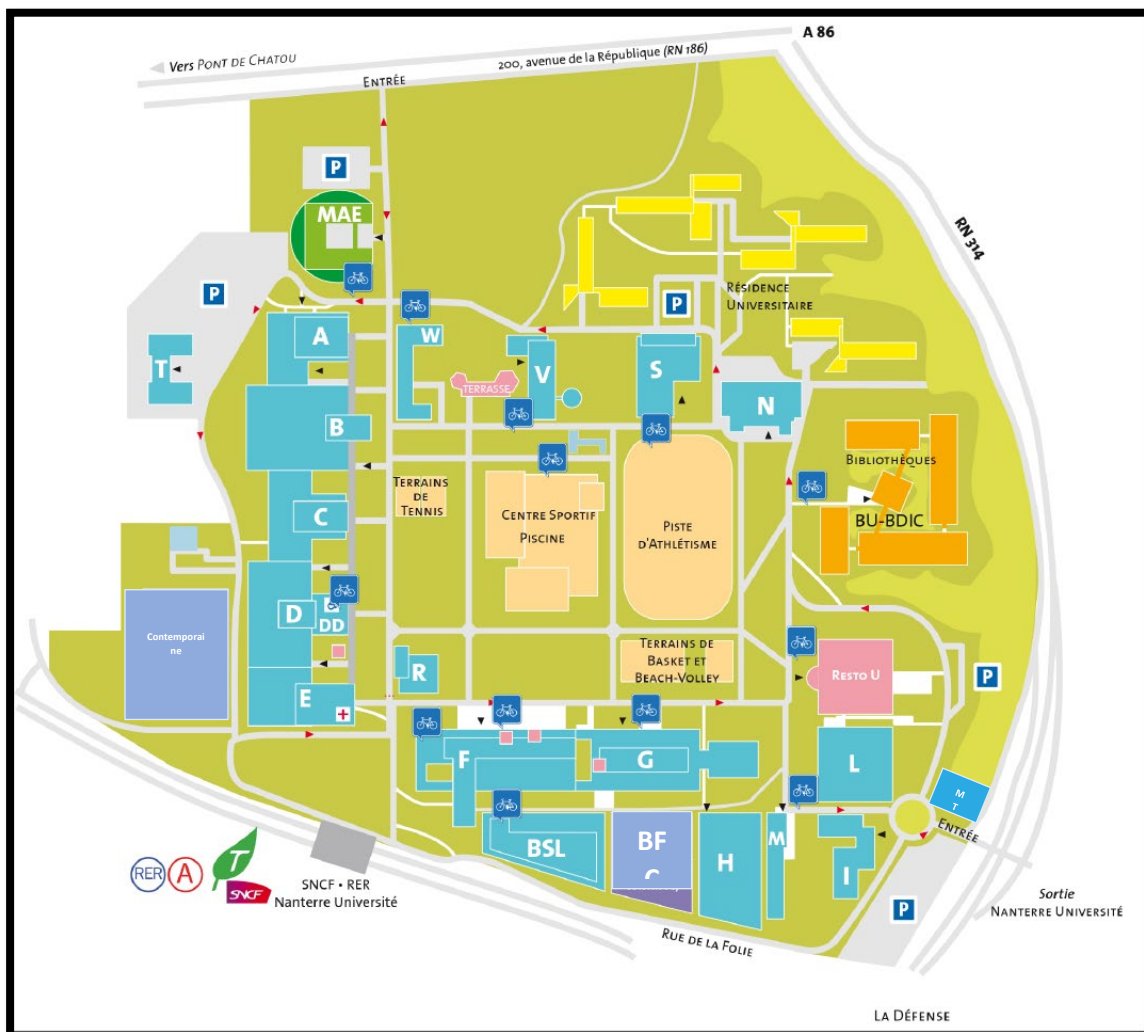 A 86
Vers PONT DE CHATOU
200, avenue de la République (RN 186)
ENTRÉE
P
MAE
RN 314
P
P
RÉSIDENCE
UNIVERSITAIRE
A
W
T
V
S
TERRASSE
N
B
BIBLIOTHÈQUES
TERRAINS
DE
TENNIS
C
CENTRE SPORTIF
PISCINE
PISTE
D'ATHLÉTISME
BU-BDIC
D
DD
Contemporai
ne
TERRAINS DE
BASKET ET
BEACH-VOLLEY
R
RESTO U
P
E
F
G
L
M
T
ENTRÉE
BSL
BF
H
M
I
RER
A
T
SNCF
SNCF • RER
Nanterre Université
P
Sortie
NANTERRE UNIVERSITÉ
RUE DE LA FOLIE
LA DÉFENSE